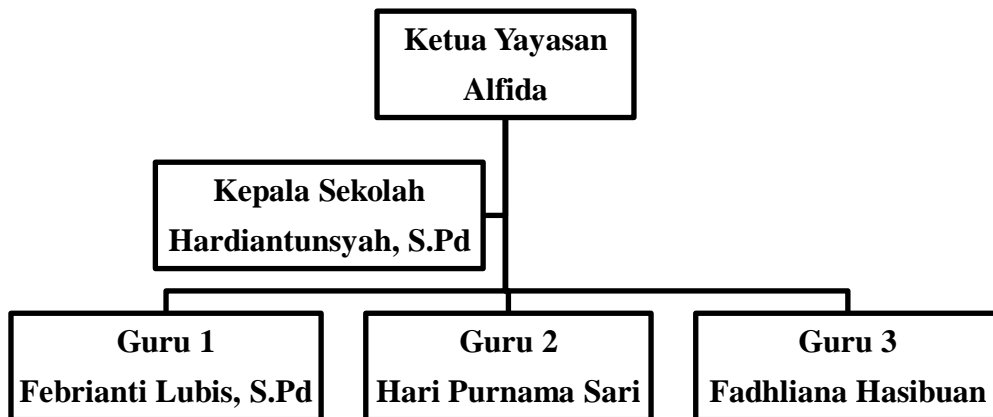 Ketua Yayasan
Alfida
Kepala Sekolah
Hardiantunsyah, S.Pd
Guru 1
Febrianti Lubis, S.Pd
Guru 2
Hari Purnama Sari
Guru 3
Fadhliana Hasibuan